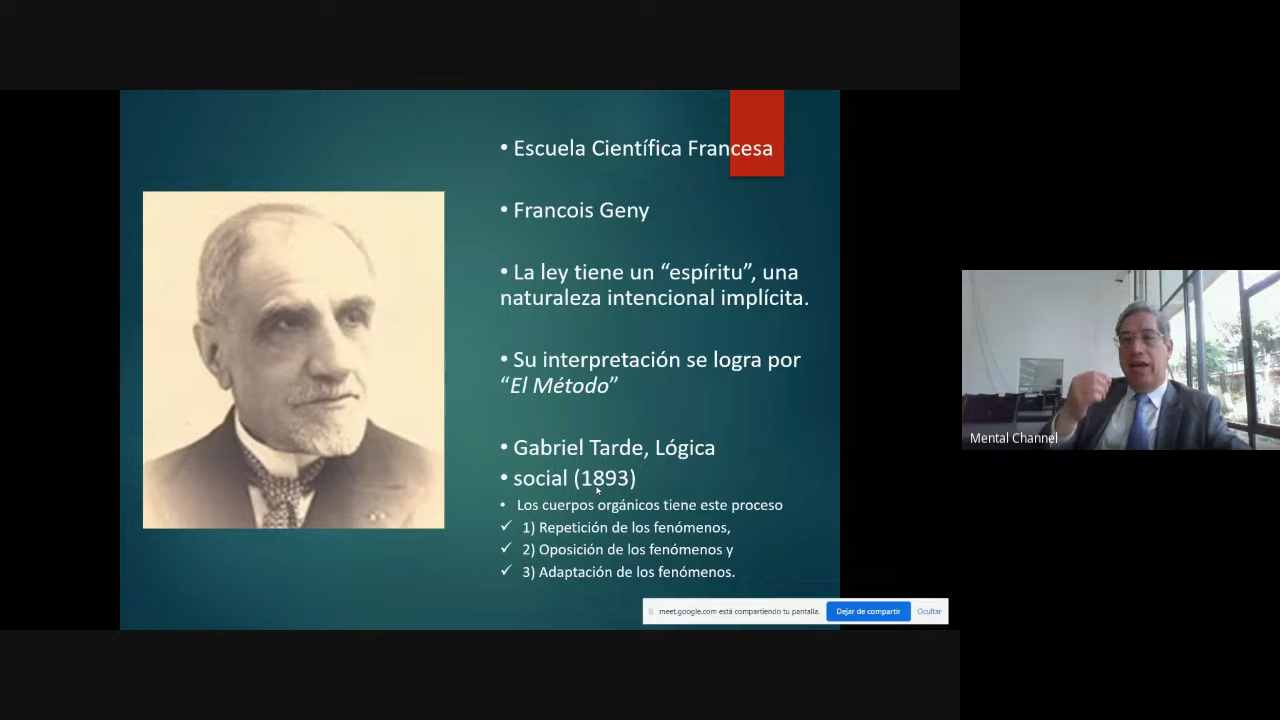 • Escuela Científica Francesa
• Francois Geny
• La ley tiene un “espíritu”, una
naturaleza intencional implícita.
• Su interpretación se logra por
“El Método”
• Gabriel Tarde, Lógica
• social (1893)
• Los cuerpos orgánicos tiene este proceso
✓ 1) Repetición de los fenómenos,
✓ 2) Oposición de los fenómenos y
✓ 3) Adaptación de los fenómenos.
meet.google.com está compartiendo tu pantalla.
Dejar de compartir
Ocultar
Mental Channel